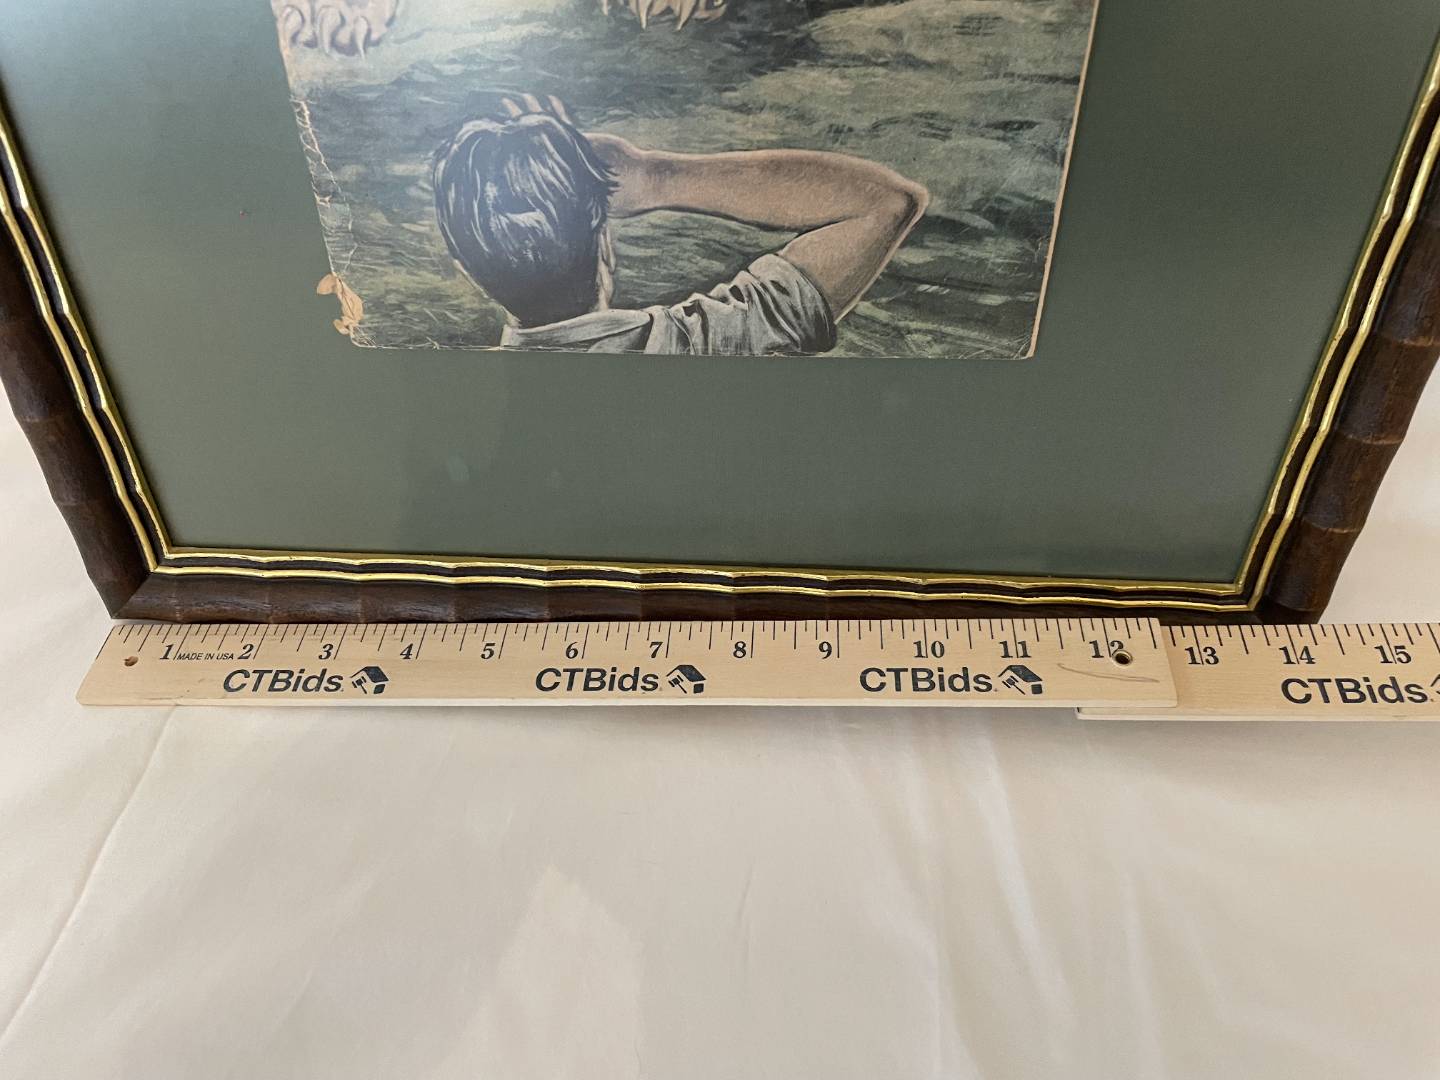 1 MADE IN USA 2 3 4 5 6 7 8 9 10 11 12 13 14 15
CTBids CTBids CTBids CTBids